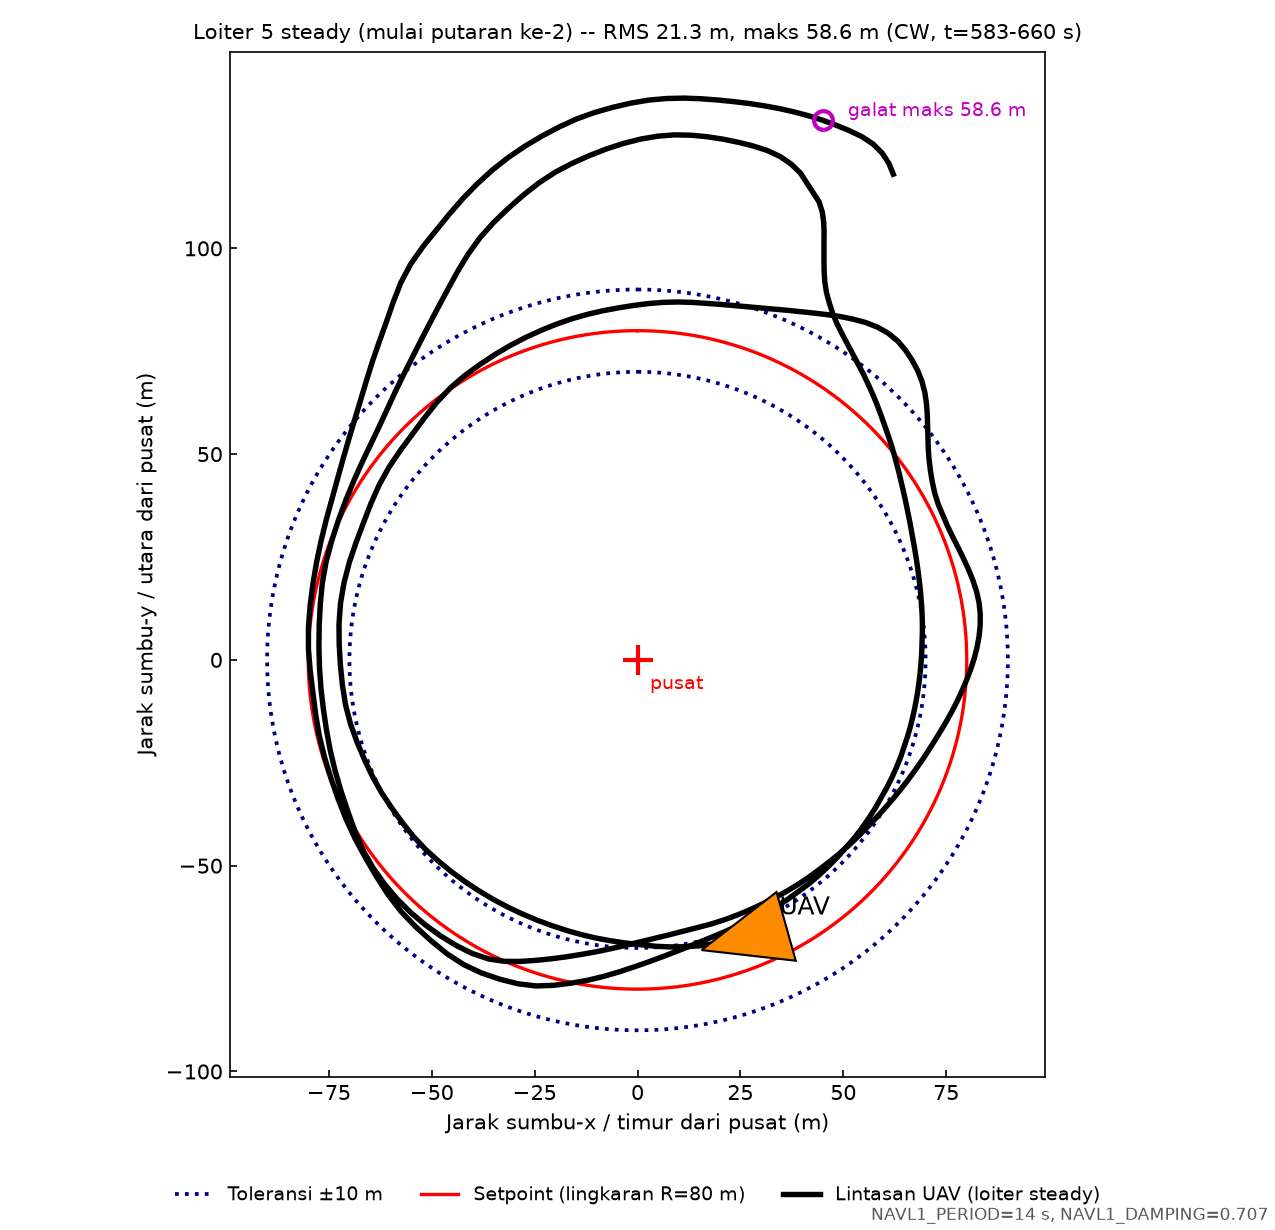 Loiter 5 steady (mulai putaran ke-2) -- RMS 21.3 m, maks 58.6 m (CW, t=583-660 s)
galat maks 58.6 m
Jarak sumbu-y / utara dari pusat (m)
100
50
0
−50
−100
pusat
UAV
−75 −50 −25 0 25 50 75
Jarak sumbu-x / timur dari pusat (m)
Toleransi ±10 m Setpoint (lingkaran R=80 m) Lintasan UAV (loiter steady)
NAVL1_PERIOD=14 s, NAVL1_DAMPING=0.707